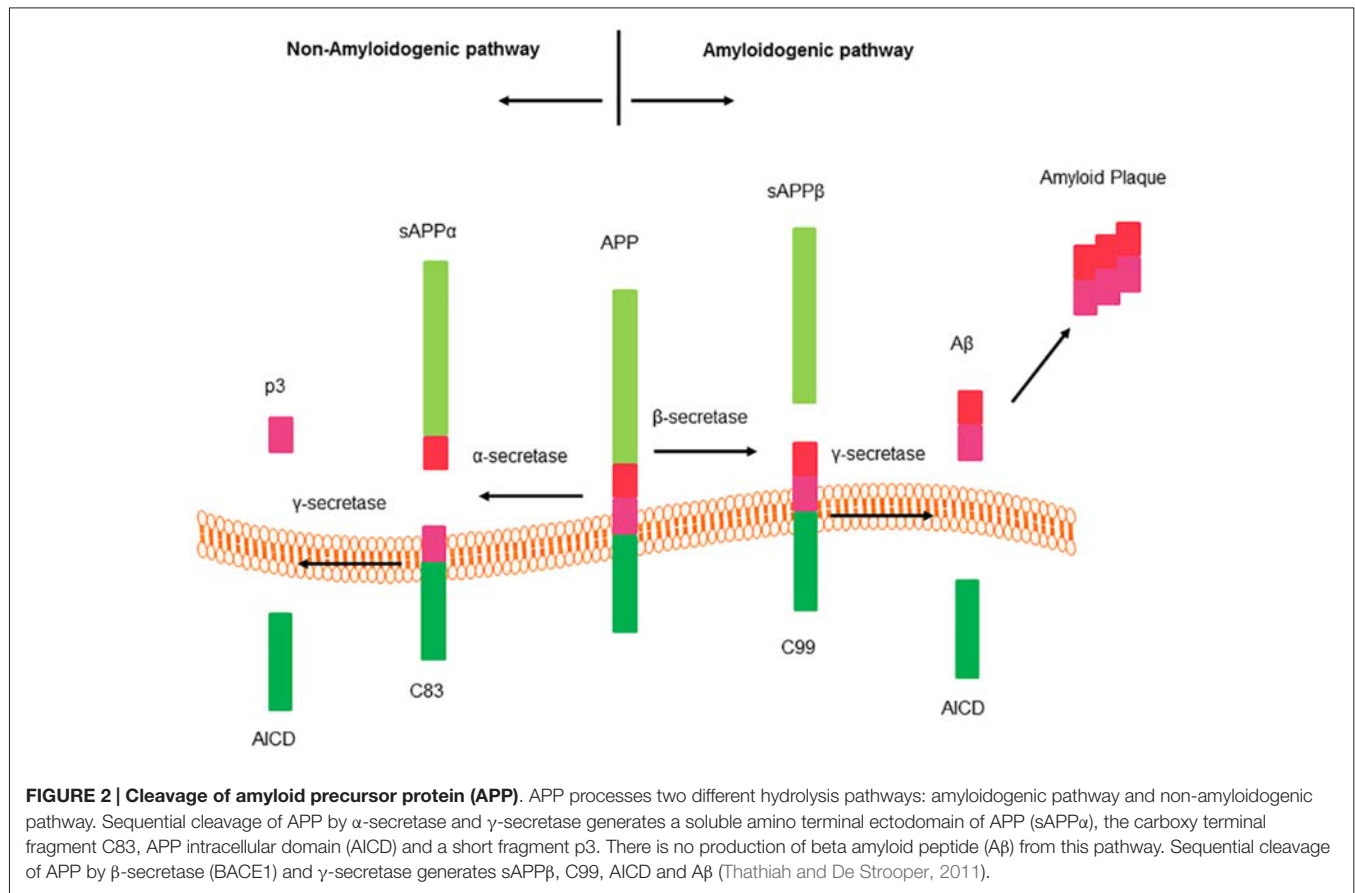 Non-Amyloidogenic pathway
Amyloidogenic pathway
Amyloid Plaque
sAPPβ
sAPPα
APP
Aβ
p3
β-secretase
α-secretase
γ-secretase
γ-secretase
C99
C83
AICD
AICD
FIGURE 2 | Cleavage of amyloid precursor protein (APP). APP processes two different hydrolysis pathways: amyloidogenic pathway and non-amyloidogenic
pathway. Sequential cleavage of APP by α-secretase and γ-secretase generates a soluble amino terminal ectodomain of APP (sAPPα), the carboxy terminal
fragment C83, APP intracellular domain (AICD) and a short fragment p3. There is no production of beta amyloid peptide (Aβ) from this pathway. Sequential cleavage
of APP by β-secretase (BACE1) and γ-secretase generates sAPPβ, C99, AICD and Aβ (Thathiah and De Strooper, 2011).